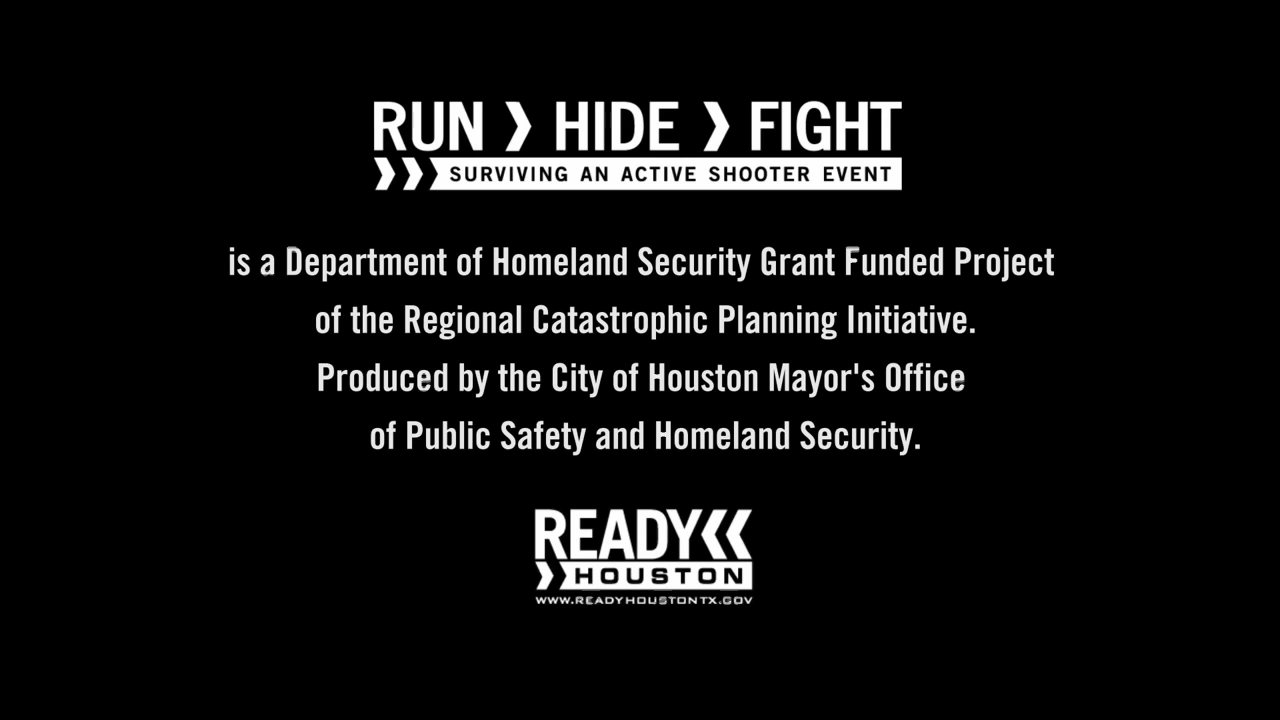 RUN > HIDE > FIGHT
SURVIVING AN ACTIVE SHOOTER EVENT
is a Department of Homeland Security Grant Funded Project
of the Regional Catastrophic Planning Initiative.
Produced by the City of Houston Mayor's Office
of Public Safety and Homeland Security.
READY
HOUSTON
WWW.READYHOUSTONTX.GOV